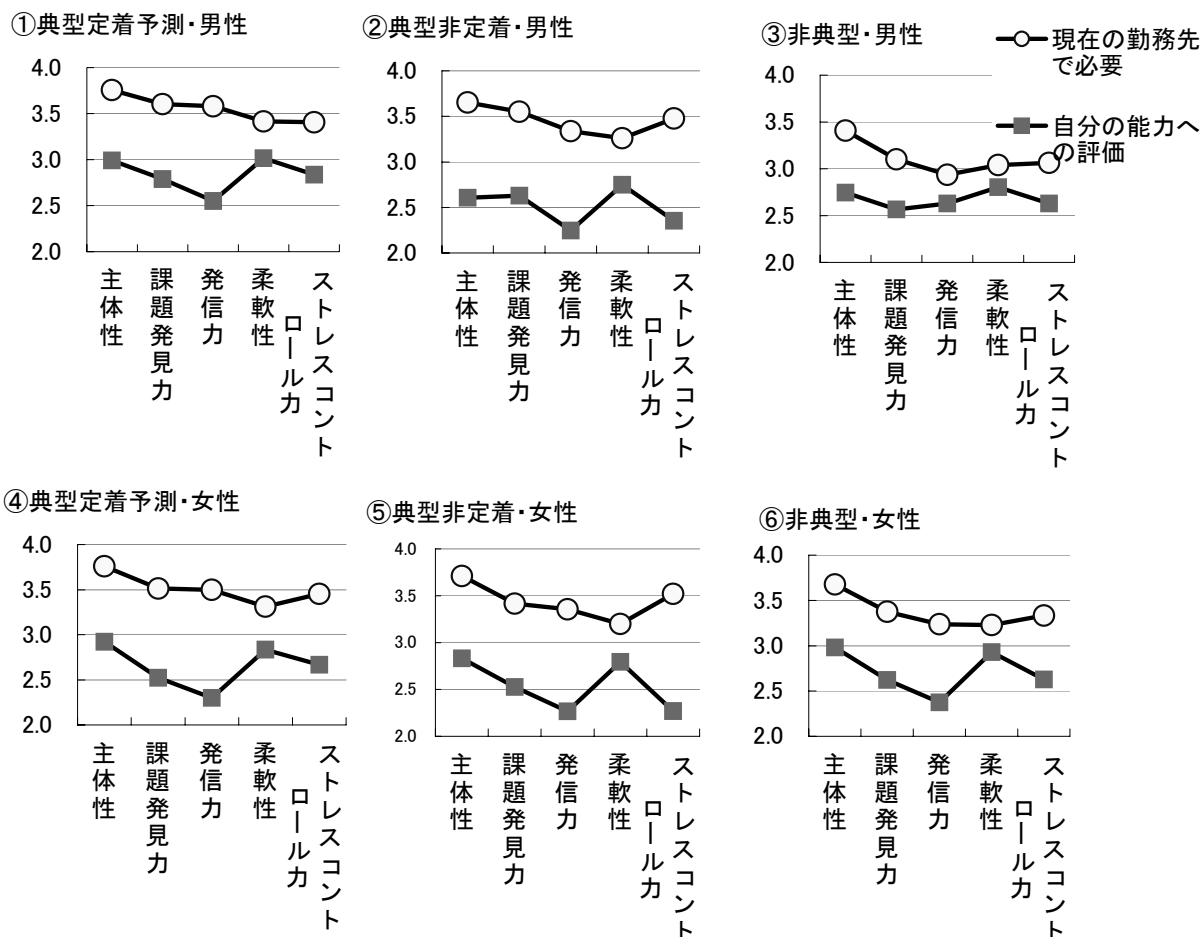 ①典型定着予測・男性
4.0
3.5
3.0
2.5
2.0
主体性
課題発見力
発信力
柔軟性
ストレスコント
ロール力
②典型非定着・男性
4.0
3.5
3.0
2.5
2.0
主体性
課題発見力
発信力
柔軟性
ストレスコント
ロール力
③非典型・男性
4.0
3.5
3.0
2.5
2.0
主体性
課題発見力
発信力
柔軟性
ストレスコント
ロール力
現在の勤務先
で必要
自分の能力へ
の評価
④典型定着予測・女性
4.0
3.5
3.0
2.5
2.0
主体性
課題発見力
発信力
柔軟性
ストレスコント
ロール力
⑤典型非定着・女性
4.0
3.5
3.0
2.5
2.0
主体性
課題発見力
発信力
柔軟性
ストレスコント
ロール力
⑥非典型・女性
4.0
3.5
3.0
2.5
2.0
主体性
課題発見力
発信力
柔軟性
ストレスコント
ロール力